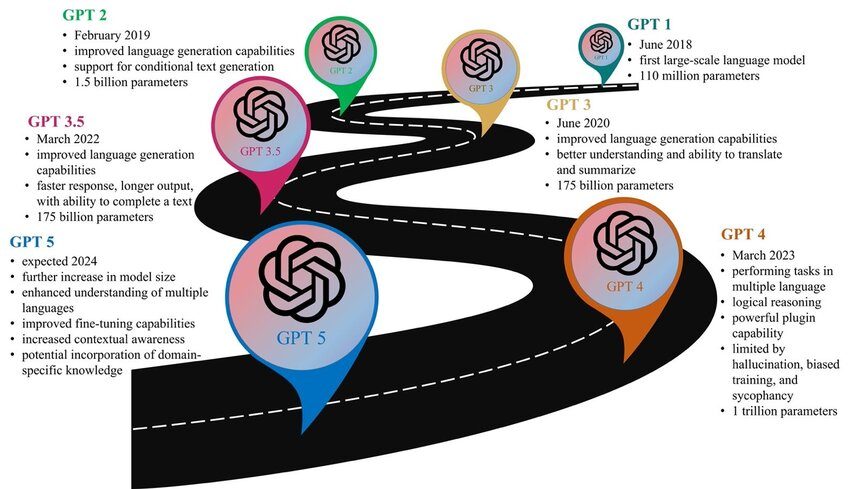 GPT 1
• June 2018
• first large-scale language model
• 110 million parameters
GPT 1
GPT 2
• February 2019
• improved language generation capabilities
• support for conditional text generation
• 1.5 billion parameters
GPT 2
GPT 3
GPT 3
• June 2020
• improved language generation capabilities
• better understanding and ability to translate
and summarize
• 175 billion parameters
GPT 3.5
• March 2022
• improved language generation
capabilities
• faster response, longer output,
with ability to complete a text
• 175 billion parameters
GPT 3.5
GPT 4
GPT 4
• March 2023
• performing tasks in
multiple language
• logical reasoning
• powerful plugin
capability
• limited by
hallucination, biased
training, and
sycophancy
• 1 trillion parameters
GPT 5
• expected 2024
• further increase in model size
• enhanced understanding of multiple
languages
• improved fine-tuning capabilities
• increased contextual awareness
• potential incorporation of domain-
specific knowledge
GPT 5